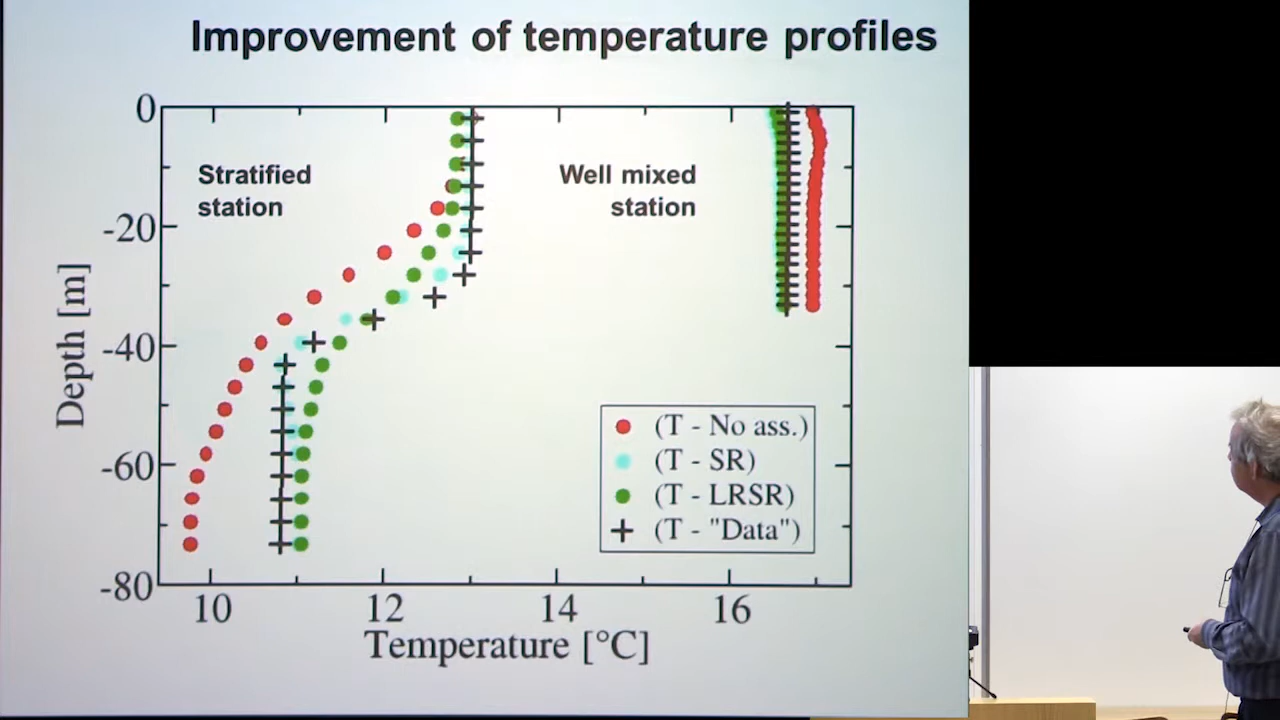 Improvement of temperature profiles
0
-20
-40
-60
-80
Depth [m]
Stratified
station
Well mixed
station
(T - No ass.)
(T - SR)
(T - LRSR)
(T - "Data")
10 12 14 16
Temperature [°C]